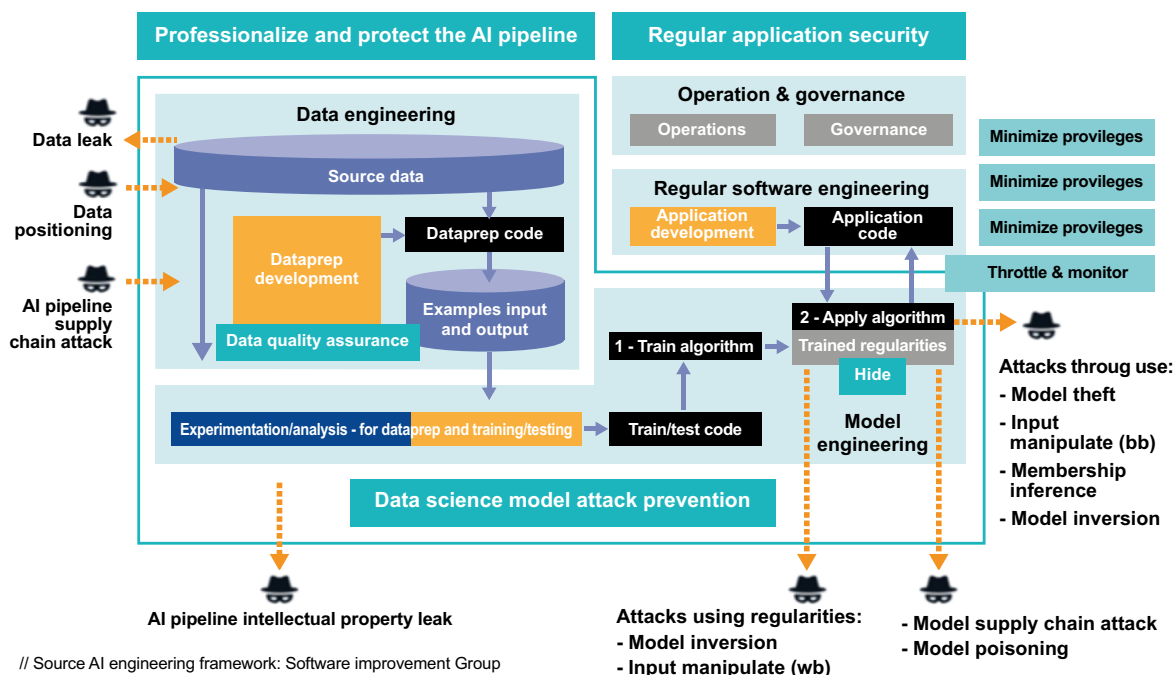 Professionalize and protect the AI pipeline
Regular application security
Data engineering
Source data
Dataprep code
Dataprep
development
Examples input
and output
Data quality assurance
Data leak
Data
positioning
AI pipeline
supply
chain attack
Operation & governance
Operations
Governance
Regular software engineering
Application
development
Application
code
Minimize provileges
Minimize provileges
Minimize provileges
Throttle & monitor
1 - Train algorithm
2 - Apply algorithm
Trained regularities
Hide
Model
engineering
Experimentation/analysis - for dataprep and training/testing
Train/test code
Data science model attack prevention
Attacks throug use:
- Model theft
- Input
manipulate (bb)
- Membership
inference
- Model inversion
AI pipeline intellectual property leak
Attacks using regularities:
- Model inversion
- Input manipulate (wb)
- Model supply chain attack
- Model poisoning
// Source AI engineering framework: Software improvement Group